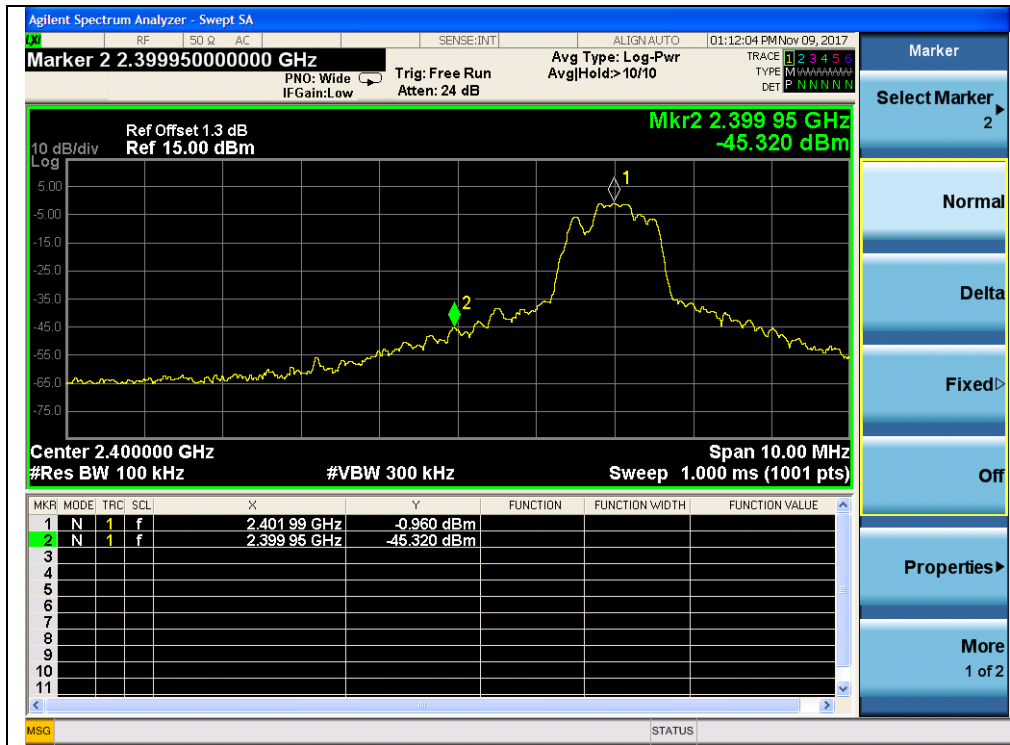 Agilent Spectrum Analyzer - Swept SA
LXI RF 50 Ω AC SENSE:INT ALIGNAUTO 01:12:04 PM Nov 09, 2017
Marker 2 2.399950000000 GHz
PNO: Wide
IFGain:Low
Trig: Free Run
Atten: 24 dB
Avg Type: Log-Pwr
Avg|Hold:>10/10
TRACE 1 2 3 4 5 6
TYPE M
DET P N N N N N
Mkr2 2.399 95 GHz
-45.320 dBm
Ref Offset 1.3 dB
10 dB/div Ref 15.00 dBm
Log
5.00
-5.00
-15.0
-25.0
-35.0
-45.0
-55.0
-65.0
-75.0
1
2
Center 2.400000 GHz Span 10.00 MHz
#Res BW 100 kHz #VBW 300 kHz Sweep 1.000 ms (1001 pts)
MKR MODE TRC SCL X Y FUNCTION FUNCTION WIDTH FUNCTION VALUE
1 N 1 f 2.401 99 GHz -0.960 dBm
2 N 1 f 2.399 95 GHz -45.320 dBm
3
4
5
6
7
8
9
10
11
MSG STATUS
Marker
Select Marker
2
Normal
Delta
Fixed
Off
Properties
More
1 of 2